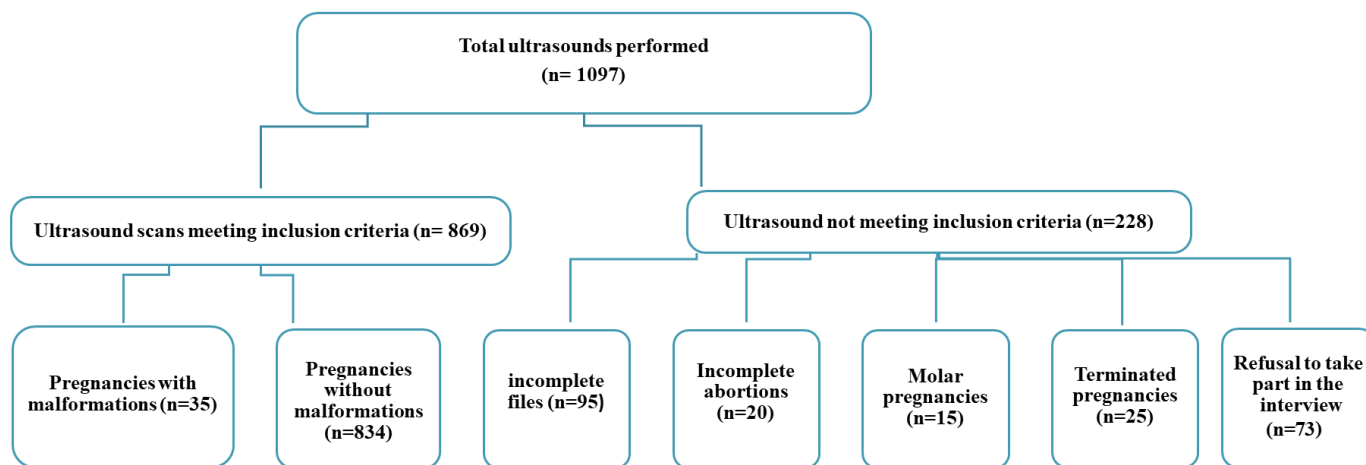 Total ultrasounds performed
(n= 1097)
Ultrasound scans meeting inclusion criteria (n= 869)
Ultrasound not meeting inclusion criteria (n=228)
Pregnancies with
malformations (n=35)
Pregnancies
without
malformations
(n=834)
incomplete
files (n=95)
Incomplete
abortions
(n=20)
Molar
pregnancies
(n=15)
Terminated
pregnancies
(n=25)
Refusal to take
part in the
interview
(n=73)